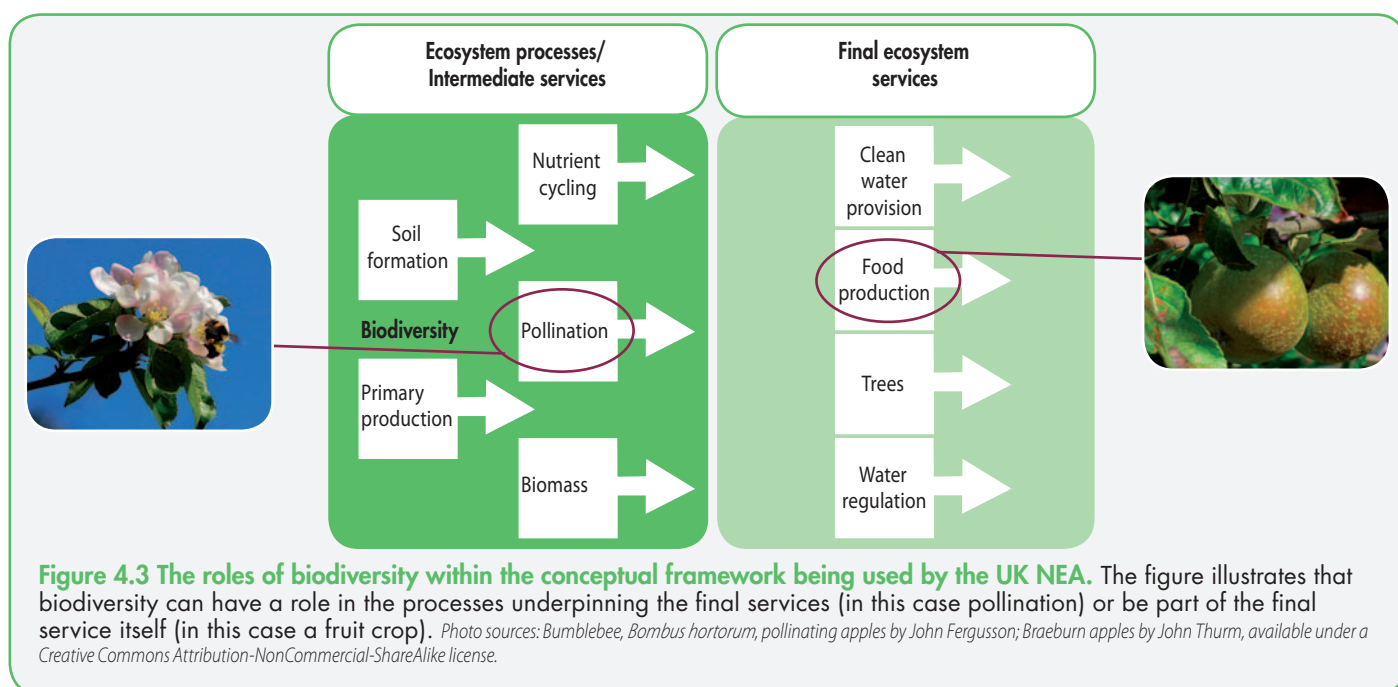 Ecosystem processes/
Intermediate services
Final ecosystem
services
Nutrient
cycling
Soil
formation
Biodiversity
Pollination
Primary
production
Biomass
Clean
water
provision
Food
production
Trees
Water
regulation
Figure 4.3 The roles of biodiversity within the conceptual framework being used by the UK NEA. The figure illustrates that
biodiversity can have a role in the processes underpinning the final services (in this case pollination) or be part of the final
service itself (in this case a fruit crop). Photo sources: Bumblebee, Bombus hortorum, pollinating apples by John Fergusson; Braeburn apples by John Thurm, available under a
Creative Commons Attribution-NonCommercial-ShareAlike license.